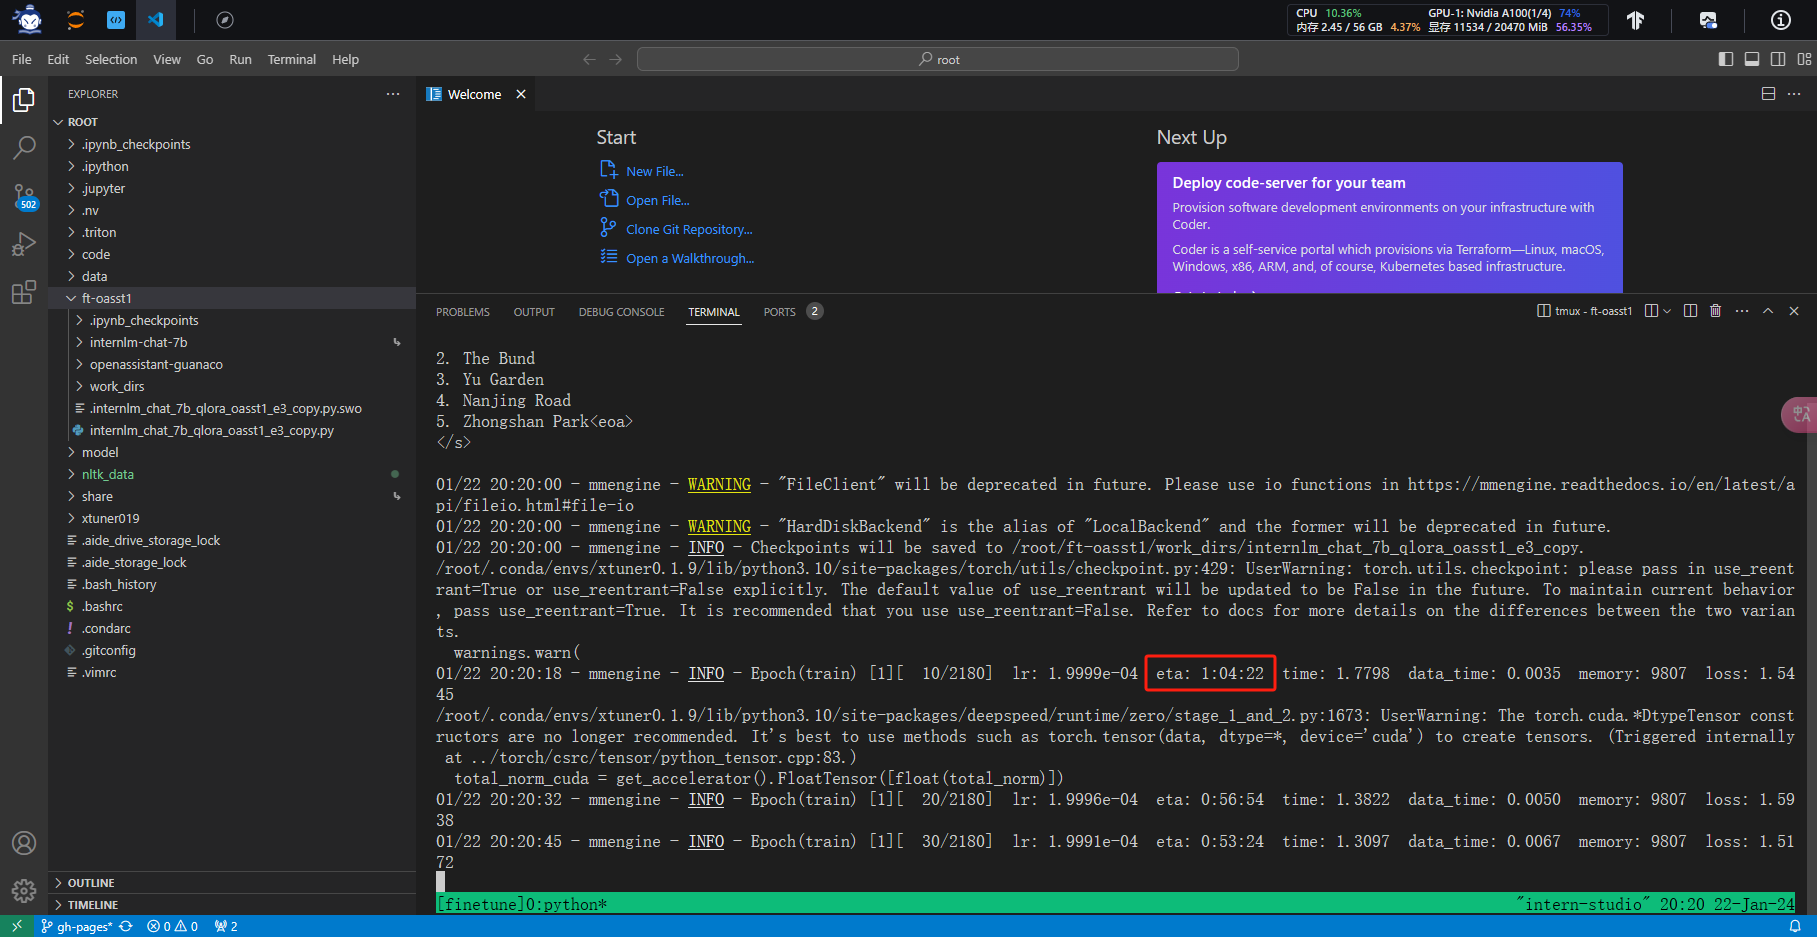 CPU 10.36% GPU-1: Nvidia A100(1/4) 74%
内存 2.45 / 56 GB 4.37% 显存 11534 / 20470 MiB 56.35%
File Edit Selection View Go Run Terminal Help
root
EXPLORER
ROOT
.ipynb_checkpoints
.ipython
.jupyter
.nv
.triton
code
data
ft-oasst1
.ipynb_checkpoints
internlm-chat-7b
openassistant-guanaco
work_dirs
.internlm_chat_7b_qlora_oasst1_e3_copy.py.swo
internlm_chat_7b_qlora_oasst1_e3_copy.py
model
nltk_data
share
xtuner019
.aide_drive_storage_lock
.aide_storage_lock
.bash_history
.bashrc
.condarc
.gitconfig
.vimrc
OUTLINE
TIMELINE
502
Welcome
Start
New File...
Open File...
Clone Git Repository...
Open a Walkthrough...
Next Up
Deploy code-server for your team
Provision software development environments on your infrastructure with
Coder.
Coder is a self-service portal which provisions via Terraform—Linux, macOS,
Windows, x86, ARM, and, of course, Kubernetes based infrastructure.
PROBLEMS OUTPUT DEBUG CONSOLE TERMINAL PORTS 2
tmux - ft-oasst1
2. The Bund
3. Yu Garden
4. Nanjing Road
5. Zhongshan Park<eoa>
</s>
01/22 20:20:00 - mmengine - WARNING - "FileClient" will be deprecated in future. Please use io functions in https://mmengine.readthedocs.io/en/latest/a
pi/fileio.html#file-io
01/22 20:20:00 - mmengine - WARNING - "HardDiskBackend" is the alias of "LocalBackend" and the former will be deprecated in future.
01/22 20:20:00 - mmengine - INFO - Checkpoints will be saved to /root/ft-oasst1/work_dirs/internlm_chat_7b_qlora_oasst1_e3_copy.
/root/.conda/envs/xtuner0.1.9/lib/python3.10/site-packages/torch/utils/checkpoint.py:429: UserWarning: torch.utils.checkpoint: please pass in use_reent
rant=True or use_reentrant=False explicitly. The default value of use_reentrant will be updated to be False in the future. To maintain current behavior
, pass use_reentrant=True. It is recommended that you use use_reentrant=False. Refer to docs for more details on the differences between the two varian
ts.
warnings.warn(
01/22 20:20:18 - mmengine - INFO - Epoch(train) [1][ 10/2180] lr: 1.9999e-04 eta: 1:04:22 time: 1.7798 data_time: 0.0035 memory: 9807 loss: 1.54
45
/root/.conda/envs/xtuner0.1.9/lib/python3.10/site-packages/deepspeed/runtime/zero/stage_1_and_2.py:1673: UserWarning: The torch.cuda.*DtypeTensor const
ructors are no longer recommended. It's best to use methods such as torch.tensor(data, dtype=*, device='cuda') to create tensors. (Triggered internally
at ../torch/csrc/tensor/python_tensor.cpp:83.)
total_norm_cuda = get_accelerator().FloatTensor([float(total_norm)])
01/22 20:20:32 - mmengine - INFO - Epoch(train) [1][ 20/2180] lr: 1.9996e-04 eta: 0:56:54 time: 1.3822 data_time: 0.0050 memory: 9807 loss: 1.59
38
01/22 20:20:45 - mmengine - INFO - Epoch(train) [1][ 30/2180] lr: 1.9991e-04 eta: 0:53:24 time: 1.3097 data_time: 0.0067 memory: 9807 loss: 1.51
72
[finetune]0:python* "intern-studio" 20:20 22-Jan-24
gh-pages* 0 0 2